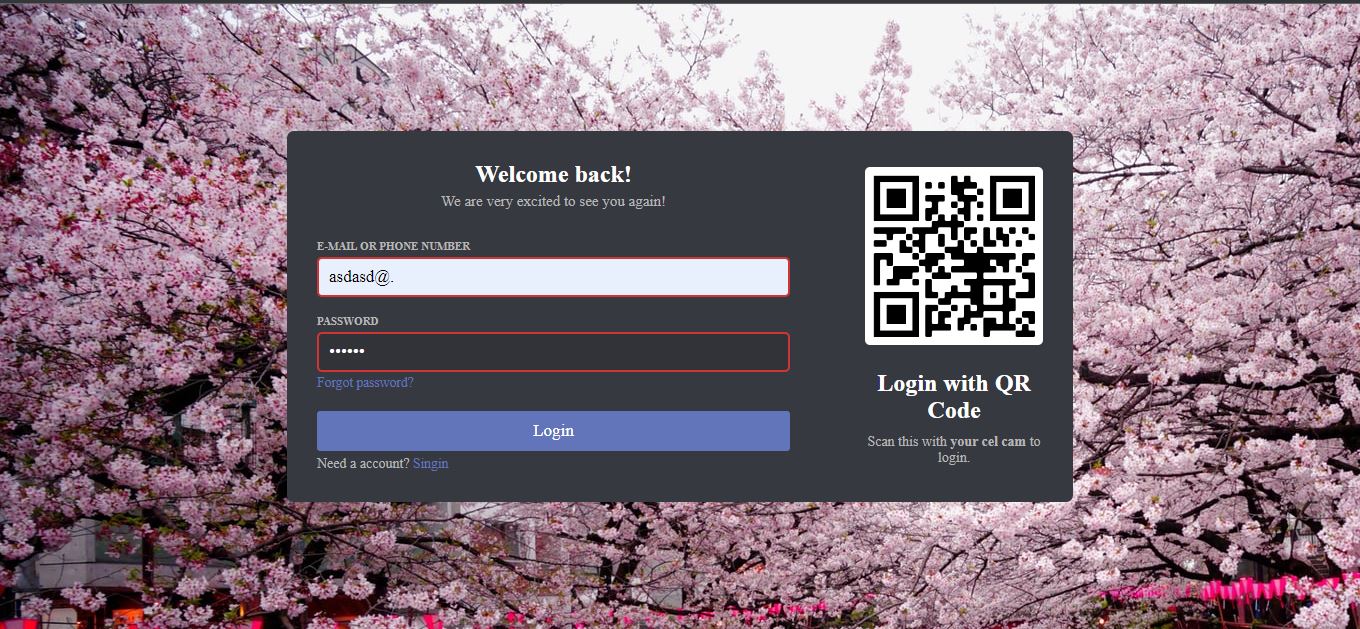 Welcome back!
We are very excited to see you again!
E-MAIL OR PHONE NUMBER
asdasd@.
PASSWORD
••••••
Forgot password?
Login
Need a account? Singin
Login with QR
Code
Scan this with your cel cam to
login.